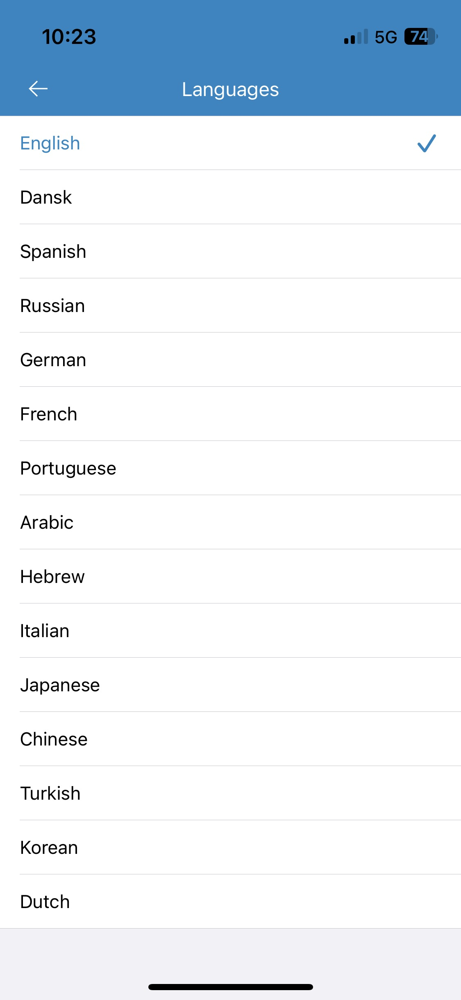 10:23
5G
74
Languages
English
Dansk
Spanish
Russian
German
French
Portuguese
Arabic
Hebrew
Italian
Japanese
Chinese
Turkish
Korean
Dutch